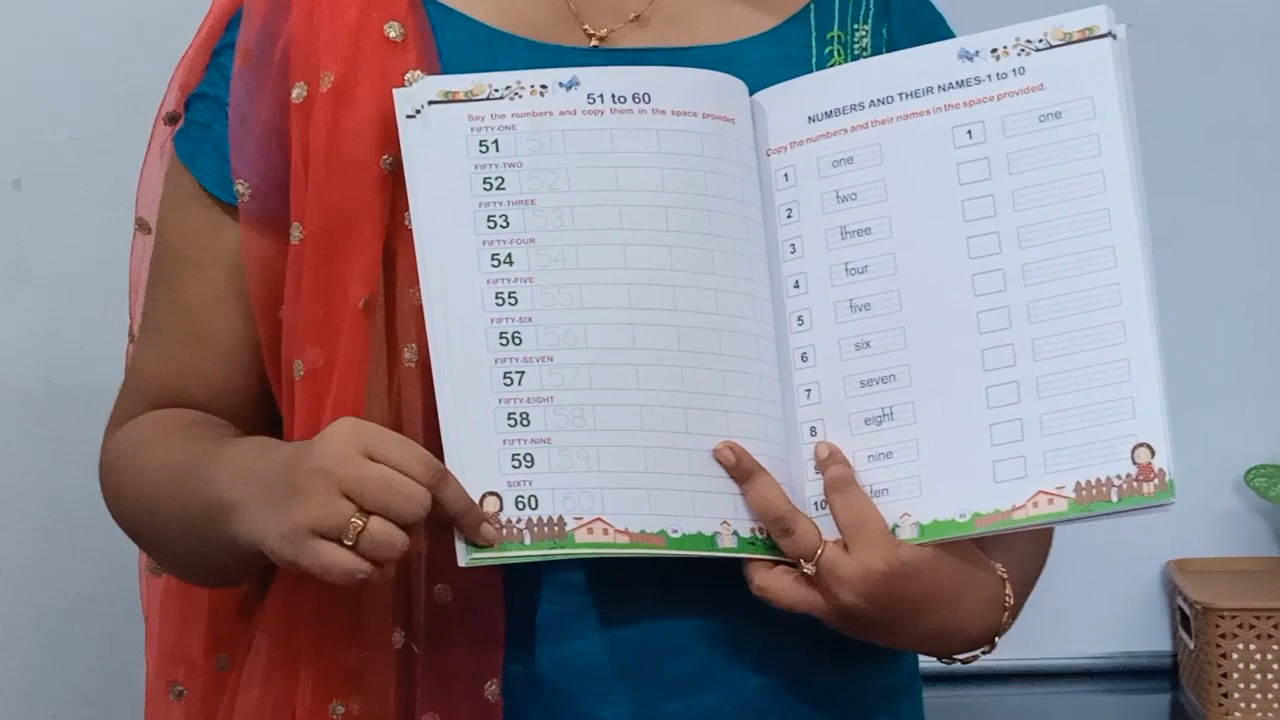 51 to 60
Say the numbers and copy them in the space provided.
FIFTY-ONE
51 51
FIFTY-TWO
52 52
FIFTY-THREE
53 53
FIFTY-FOUR
54 54
FIFTY-FIVE
55 55
FIFTY-SIX
56 56
FIFTY-SEVEN
57 57
FIFTY-EIGHT
58 58
FIFTY-NINE
59 59
SIXTY
60 60
NUMBERS AND THEIR NAMES-1 to 10
Copy the numbers and their names in the space provided.
1 one 1 one
2 two
3 three
4 four
5 five
6 six
7 seven
8 eight
9 nine
10 ten